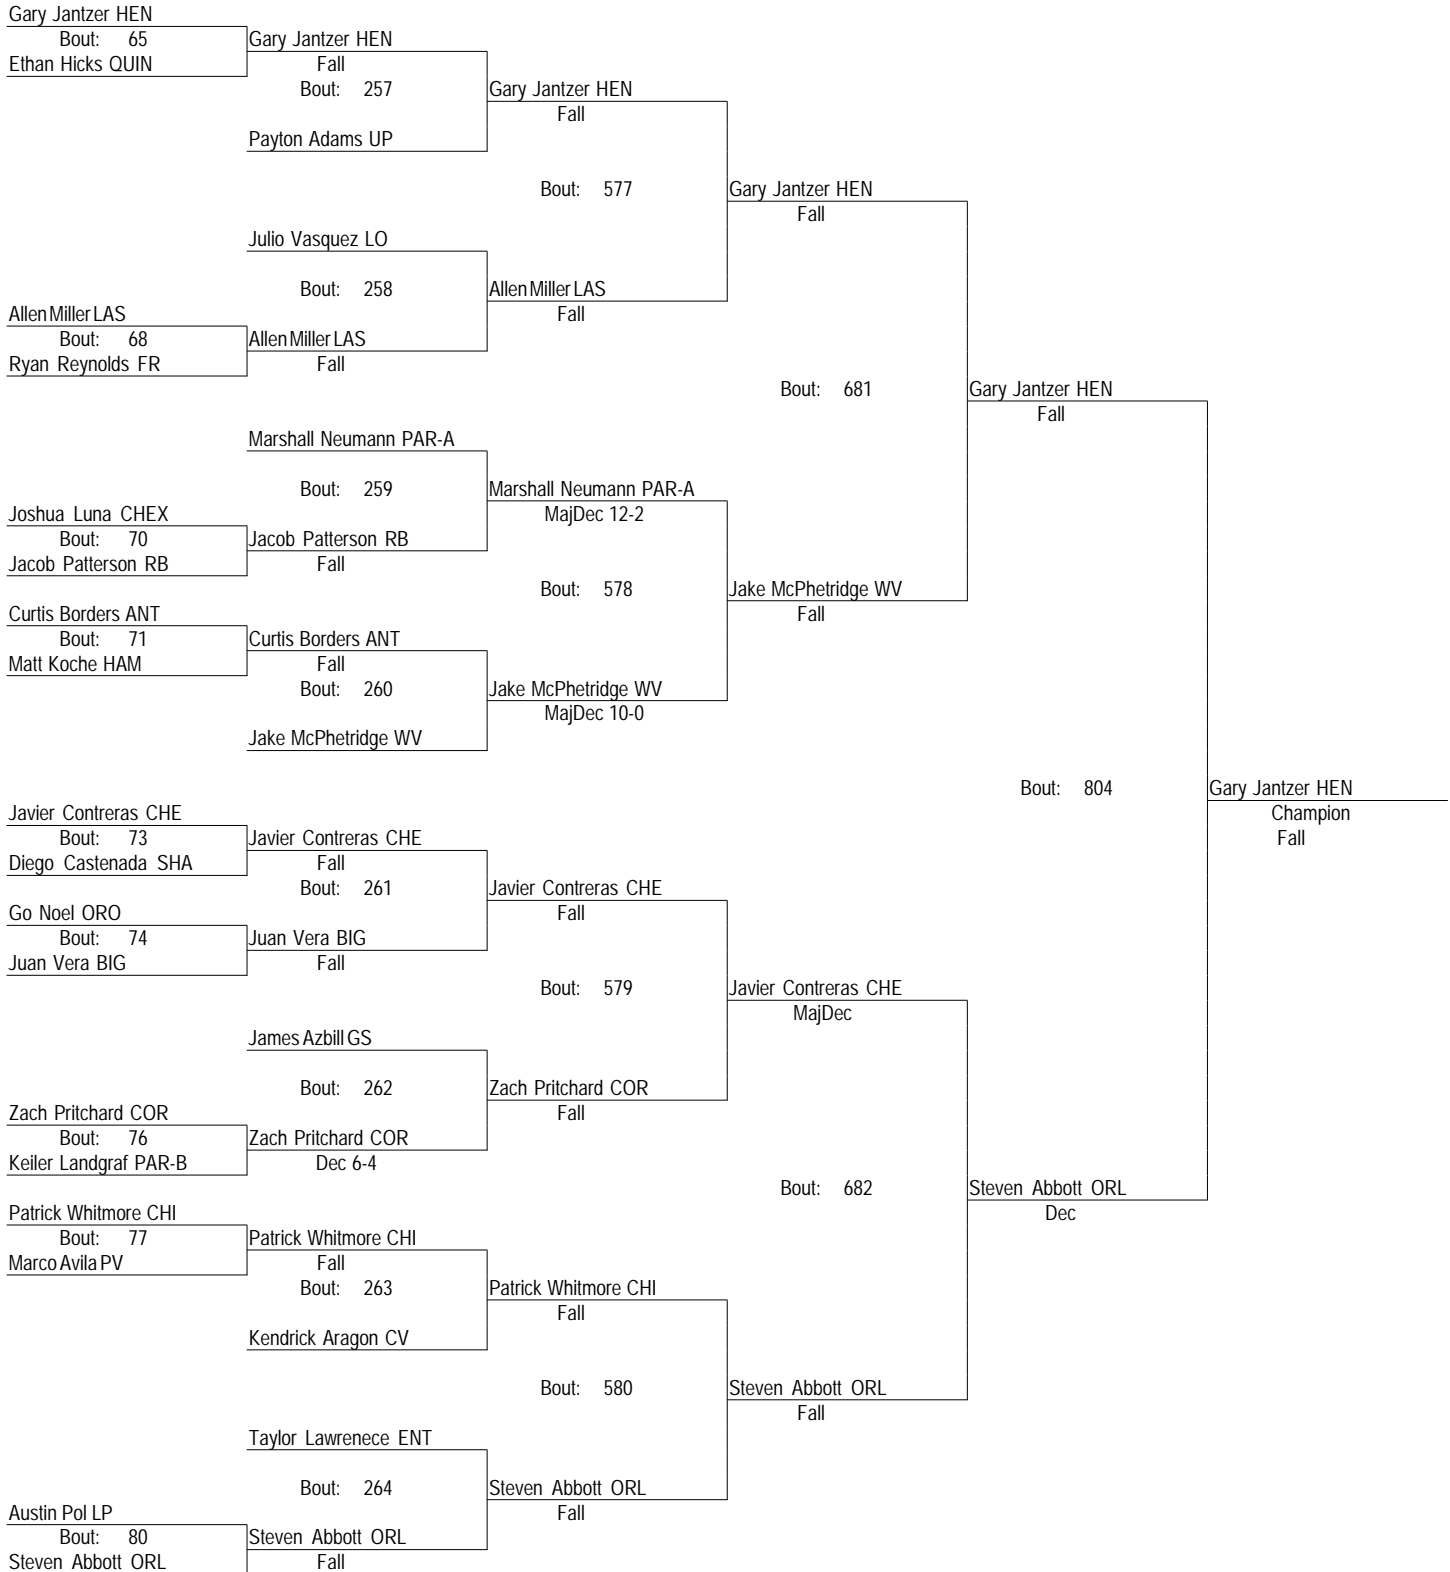 Gary Jantzer HEN
Bout: 65
Gary Jantzer HEN
Ethan Hicks QUIN
Fall
Bout: 257
Gary Jantzer HEN
Fall
Payton Adams UP
Bout: 577
Gary Jantzer HEN
Fall
Julio Vasquez LO
Bout: 258
Allen Miller LAS
Allen Miller LAS
Fall
Bout: 68
Allen Miller LAS
Ryan Reynolds FR
Fall
Bout: 681
Gary Jantzer HEN
Fall
Marshall Neumann PAR-A
Bout: 259
Marshall Neumann PAR-A
Joshua Luna CHEX
MajDec 12-2
Bout: 70
Jacob Patterson RB
Jacob Patterson RB
Fall
Bout: 578
Jake McPhetridge WV
Curtis Borders ANT
Fall
Bout: 71
Curtis Borders ANT
Matt Koche HAM
Fall
Bout: 260
Jake McPhetridge WV
MajDec 10-0
Jake McPhetridge WV
Bout: 804
Gary Jantzer HEN
Javier Contreras CHE
Champion
Bout: 73
Javier Contreras CHE
Fall
Diego Castenada SHA
Fall
Bout: 261
Javier Contreras CHE
Go Noel ORO
Fall
Bout: 74
Juan Vera BIG
Juan Vera BIG
Fall
Bout: 579
Javier Contreras CHE
MajDec
James Azbill GS
Bout: 262
Zach Pritchard COR
Zach Pritchard COR
Fall
Bout: 76
Zach Pritchard COR
Keiler Landgraf PAR-B
Dec 6-4
Bout: 682
Steven Abbott ORL
Patrick Whitmore CHI
Dec
Bout: 77
Patrick Whitmore CHI
Marco Avila PV
Fall
Bout: 263
Patrick Whitmore CHI
Fall
Kendrick Aragon CV
Bout: 580
Steven Abbott ORL
Fall
Taylor Lawrenece ENT
Bout: 264
Steven Abbott ORL
Austin Pol LP
Fall
Bout: 80
Steven Abbott ORL
Steven Abbott ORL
Fall